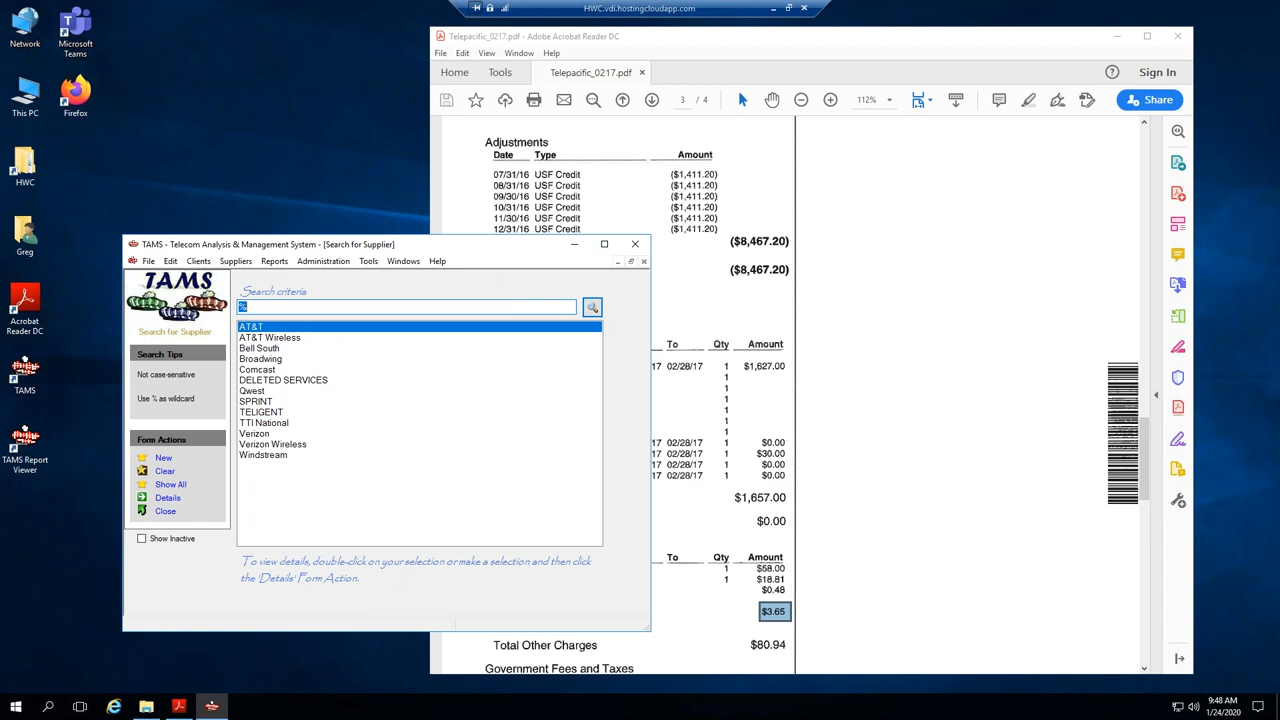 HWC.vdi.hostingcloudapp.com
Network
Microsoft
Teams
This PC
Firefox
HWC
Greg
Acrobat
Reader DC
TAMS
TAMS Report
Viewer
Telepacific_0217.pdf - Adobe Acrobat Reader DC
File Edit View Window Help
Home Tools Telepacific_0217.pdf × Sign In
3 / 4 112% Share
Adjustments
Date Type Amount
07/31/16 USF Credit ($1,411.20)
08/31/16 USF Credit ($1,411.20)
09/30/16 USF Credit ($1,411.20)
10/31/16 USF Credit ($1,411.20)
11/30/16 USF Credit ($1,411.20)
12/31/16 USF Credit ($1,411.20)
($8,467.20)
($8,467.20)
To Qty Amount
17 02/28/17 1 $1,627.00
1
1
1
1
1
1
17 02/28/17 1 $0.00
17 02/28/17 1 $30.00
17 02/28/17 1 $0.00
17 02/28/17 1 $0.00
$1,657.00
$0.00
To Qty Amount
1 $58.00
1 $18.81
$0.48
$3.65
Total Other Charges $80.94
Government Fees and Taxes
TAMS - Telecom Analysis & Management System - [Search for Supplier]
File Edit Clients Suppliers Reports Administration Tools Windows Help
TAMS
Search for Supplier
Search Tips
Not case-sensitive
Use % as wildcard
Form Actions
New
Clear
Show All
Details
Close
Show Inactive
Search criteria
%
AT&T
AT&T Wireless
Bell South
Broadwing
Comcast
DELETED SERVICES
Qwest
SPRINT
TELIGENT
TTI National
Verizon
Verizon Wireless
Windstream
To view details, double-click on your selection or make a selection and then click
the 'Details' Form Action.
9:48 AM
1/24/2020